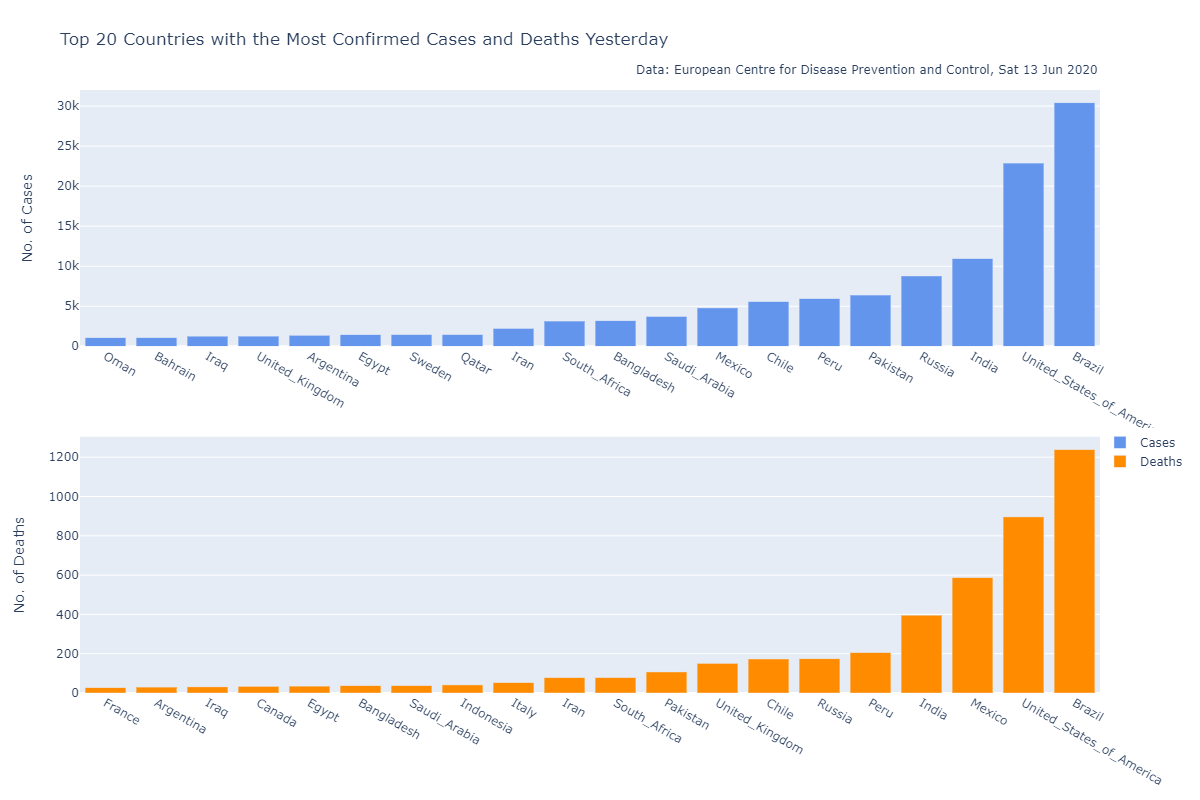 Top 20 Countries with the Most Confirmed Cases and Deaths Yesterday
Data: European Centre for Disease Prevention and Control, Sat 13 Jun 2020
No. of Cases
30k
25k
20k
15k
10k
5k
0
Oman
Bahrain
Iraq
United_Kingdom
Argentina
Egypt
Sweden
Qatar
Iran
South_Africa
Bangladesh
Saudi_Arabia
Mexico
Chile
Peru
Pakistan
Russia
India
United_States_of_Ameri
Brazil
Cases
Deaths
No. of Deaths
1200
1000
800
600
400
200
0
France
Argentina
Iraq
Canada
Egypt
Bangladesh
Saudi_Arabia
Indonesia
Italy
Iran
South_Africa
Pakistan
United_Kingdom
Chile
Russia
Peru
India
Mexico
United_States_of_America
Brazil